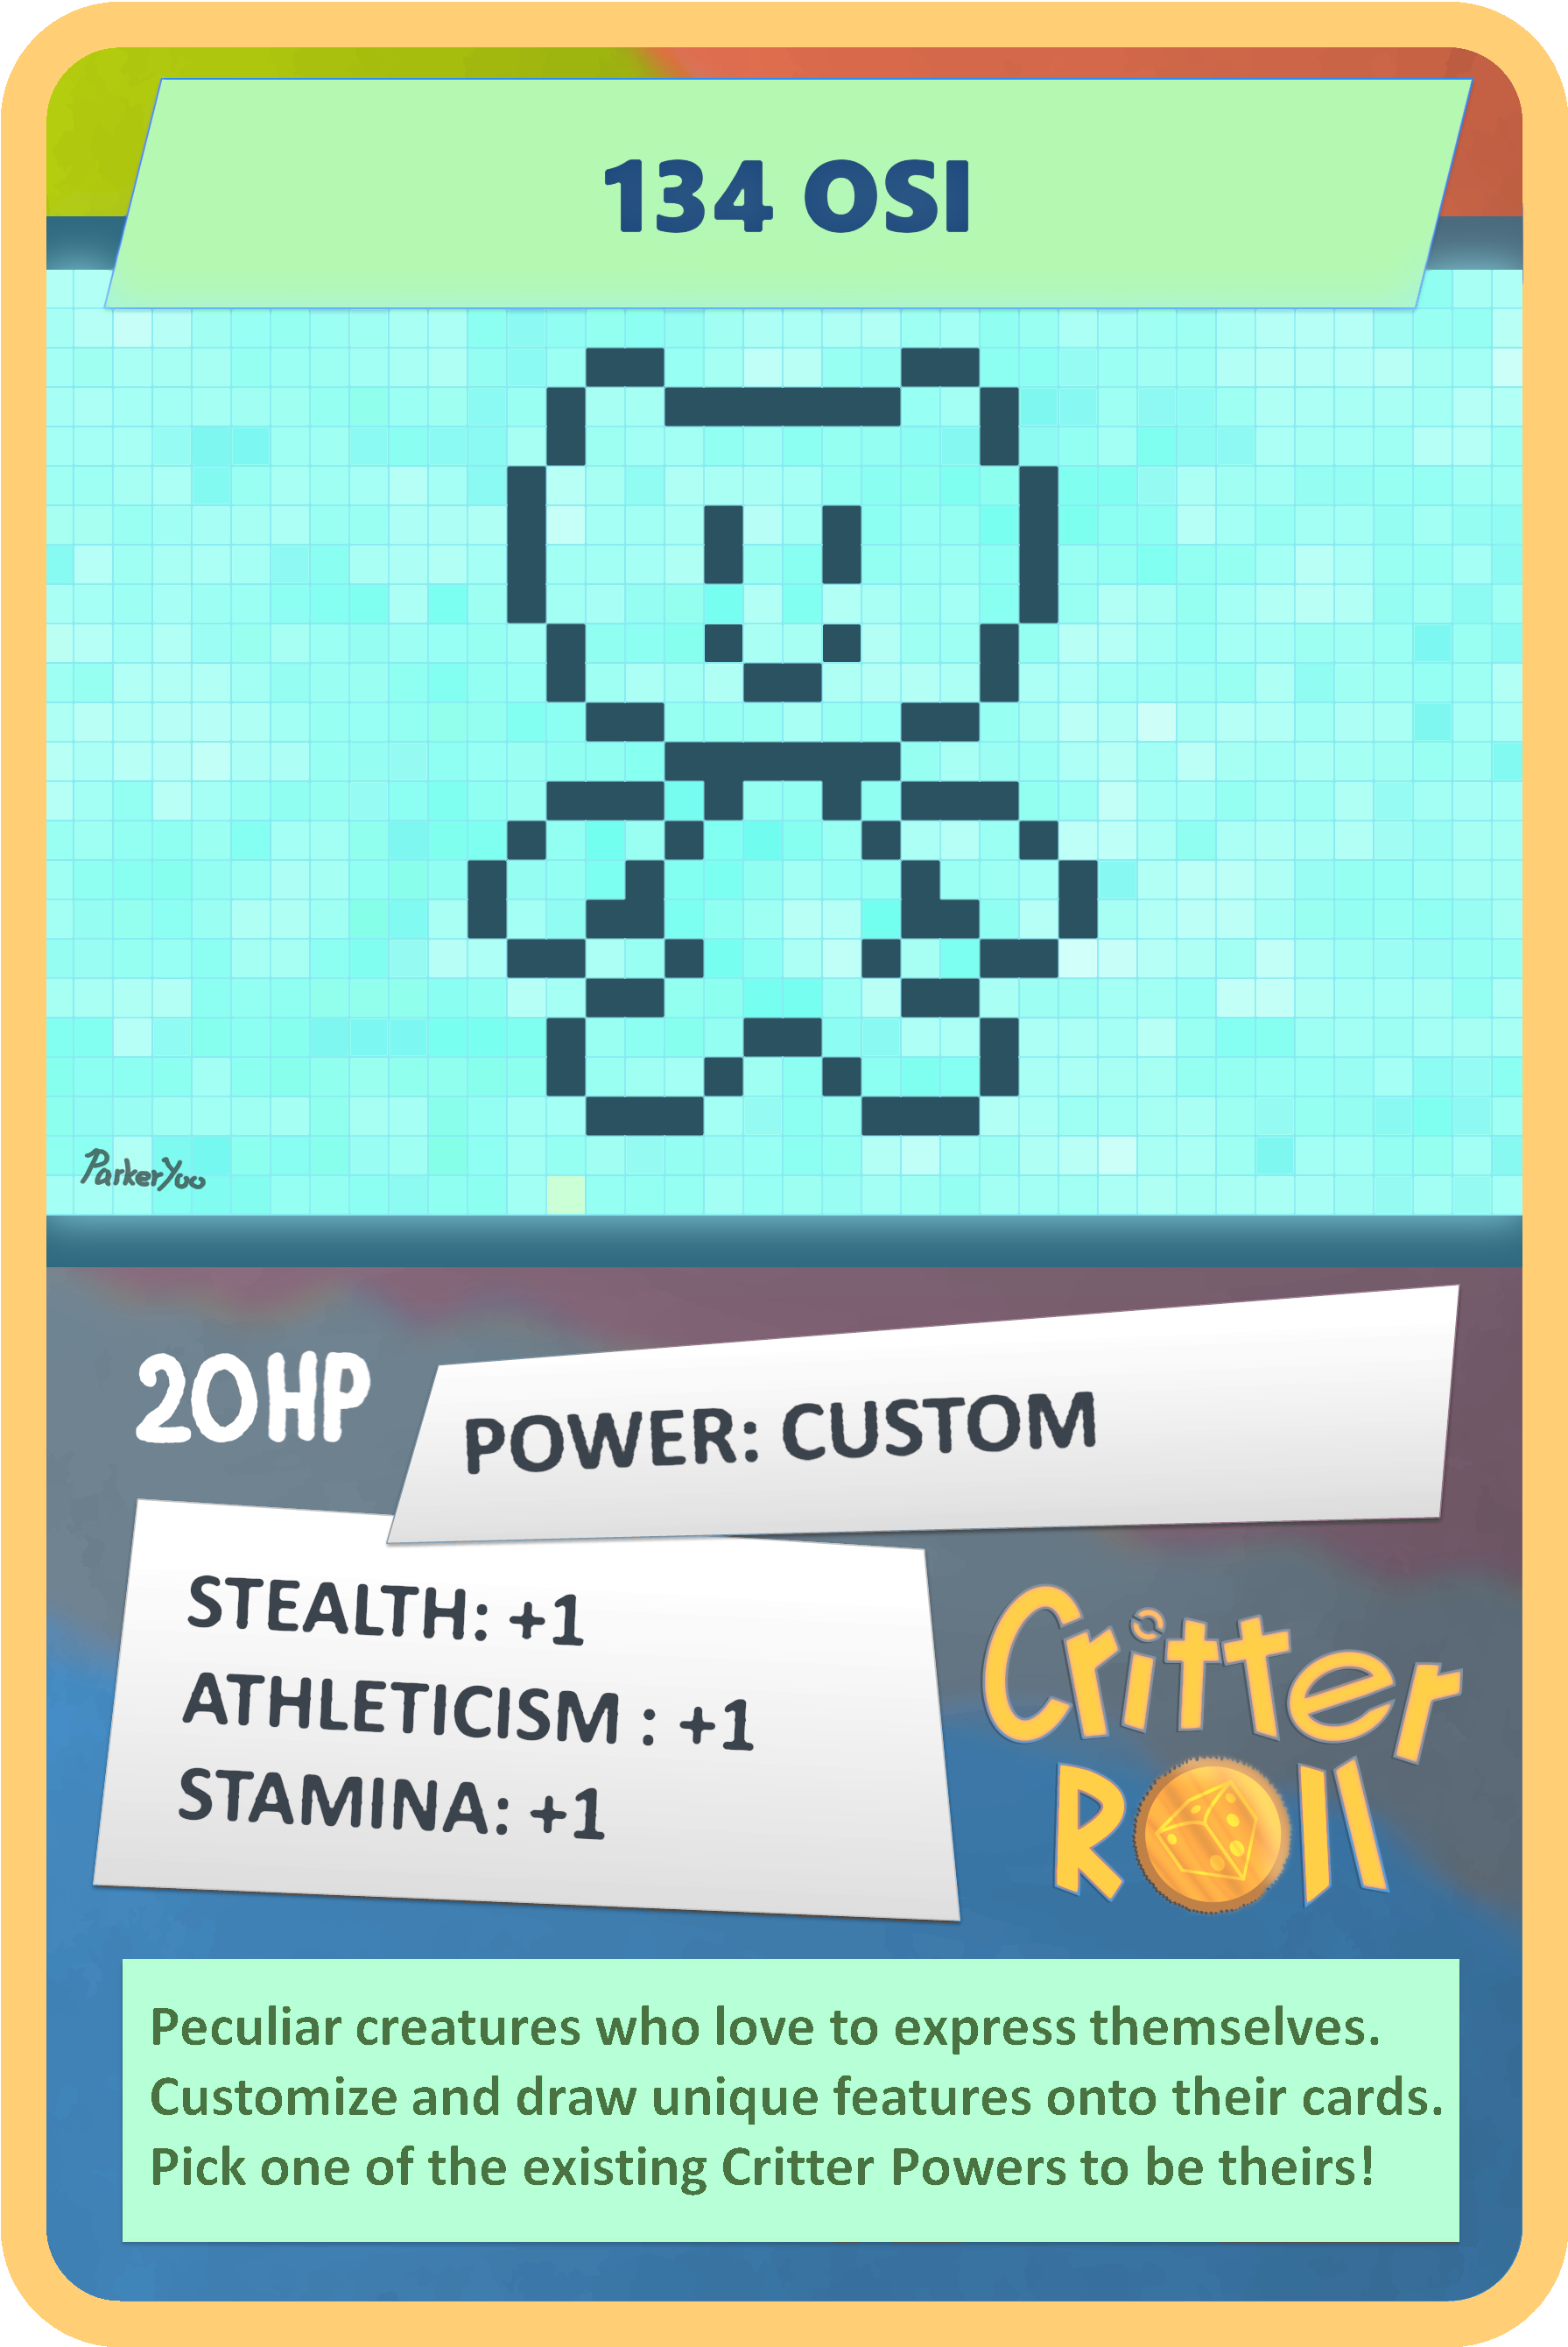 134 OSI
ParkerYoo
20HP
POWER: CUSTOM
STEALTH: +1
ATHLETICISM : +1
STAMINA: +1
Critter
Roll
Peculiar creatures who love to express themselves.
Customize and draw unique features onto their cards.
Pick one of the existing Critter Powers to be theirs!